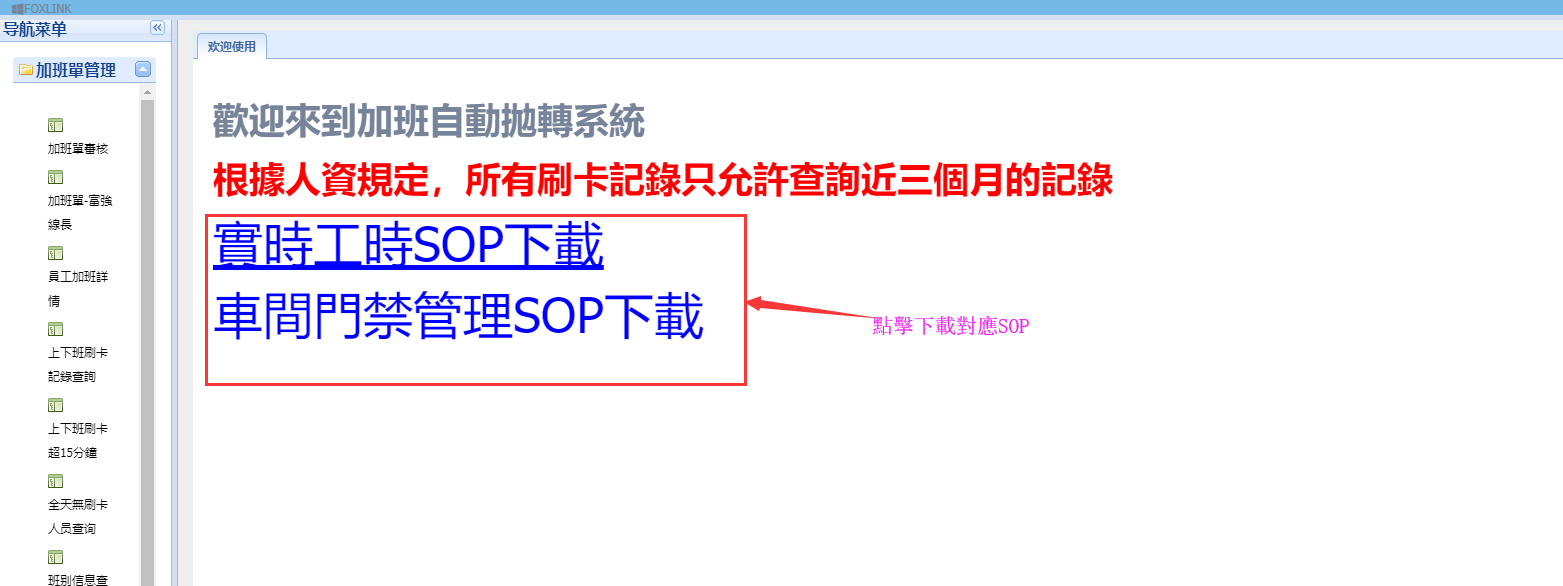 FOXLINK
导航菜单
欢迎使用
加班單管理
加班單審核
加班單-富強
線長
員工加班詳
情
上下班刷卡
記錄查詢
上下班刷卡
超15分鐘
全天無刷卡
人员查询
班别信息查
歡迎來到加班自動拋轉系統
根據人資規定，所有刷卡記錄只允許查詢近三個月的記錄
實時工時SOP下載
車間門禁管理SOP下載
點擊下載對應SOP